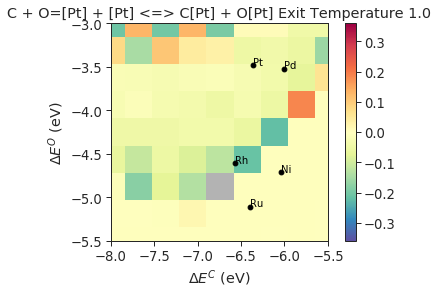 C + O=[Pt] + [Pt] <=> C[Pt] + O[Pt] Exit Temperature 1.0
−3.0
−3.5
−4.0
−4.5
−5.0
−5.5
ΔE^O (eV)
Pt
Pd
Rh
Ni
Ru
−8.0 −7.5 −7.0 −6.5 −6.0 −5.5
ΔE^C (eV)
0.3
0.2
0.1
0.0
−0.1
−0.2
−0.3